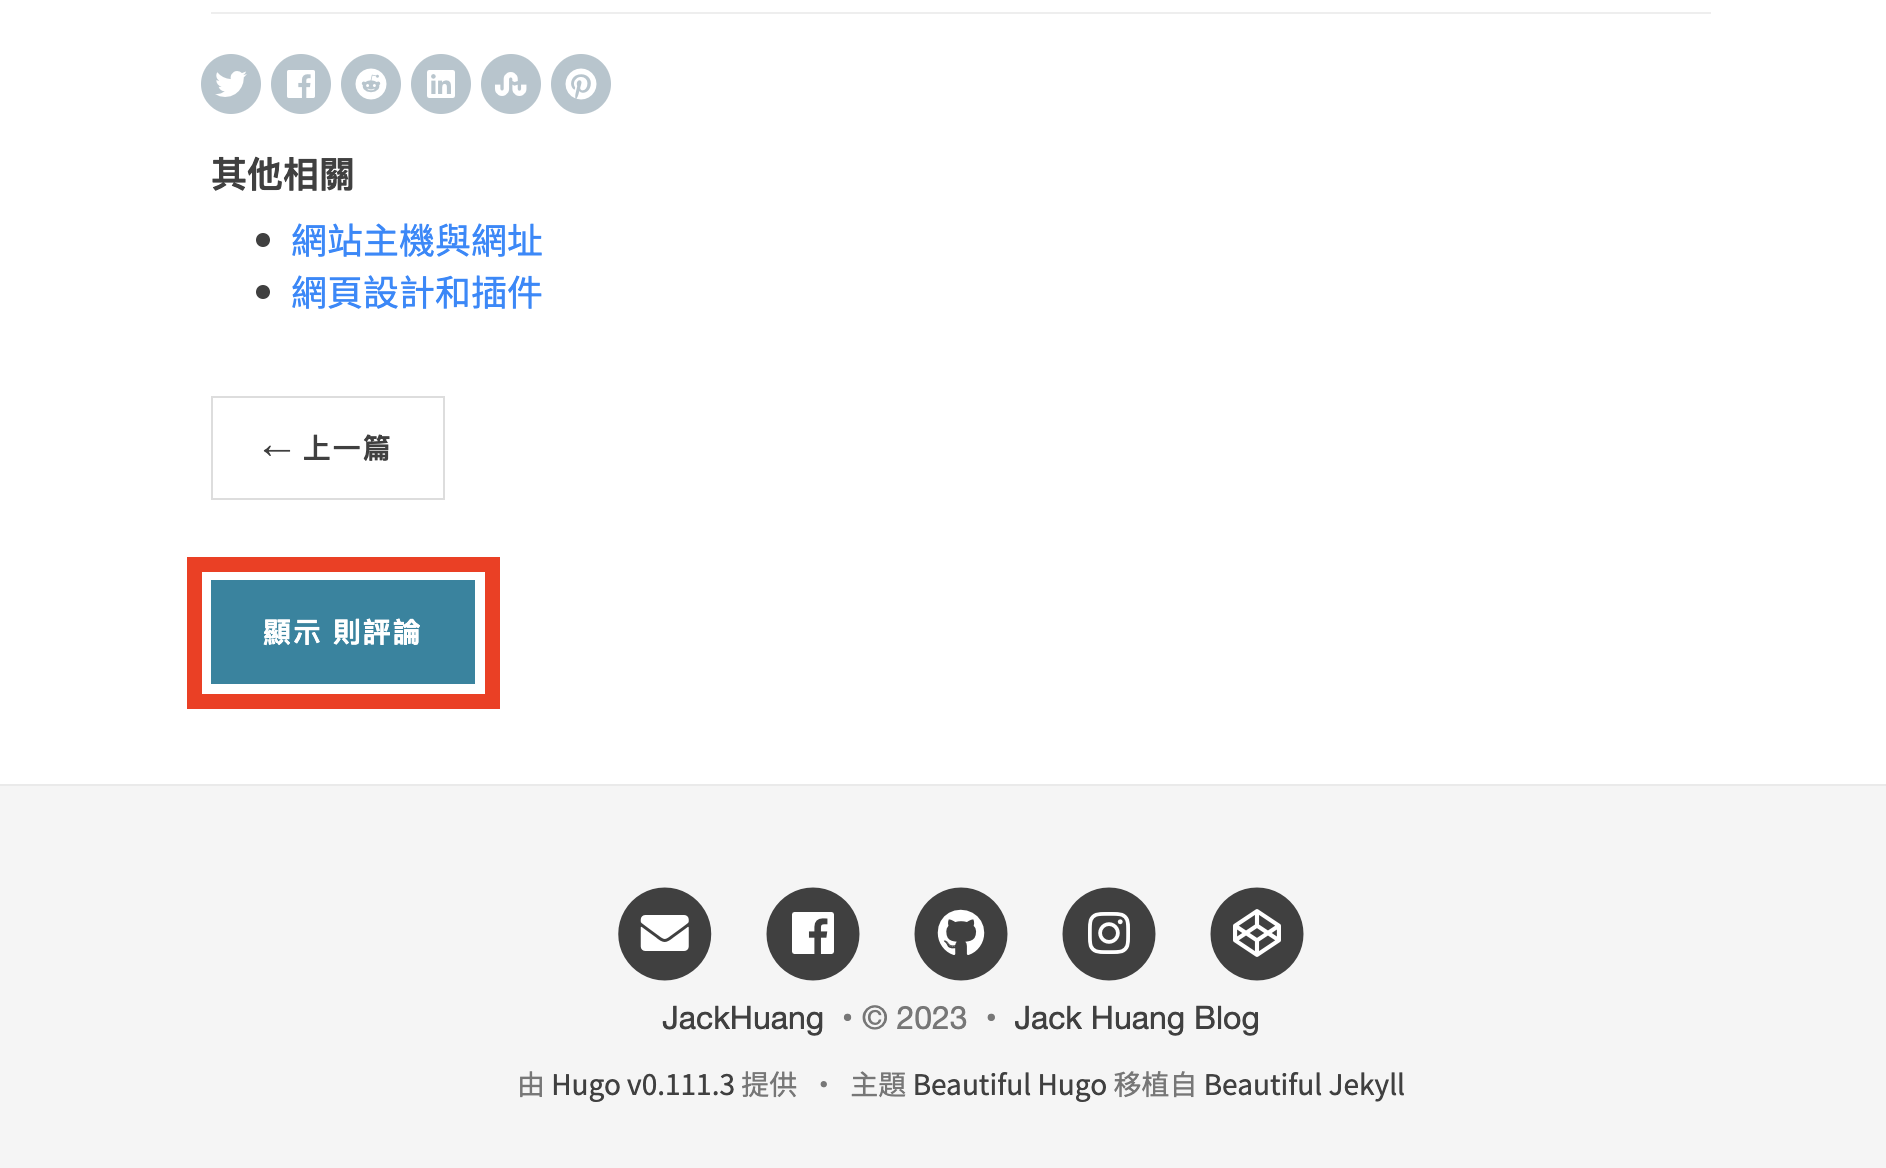 其他相關
網站主機與網址
網頁設計和插件
← 上一篇
顯示 則評論
JackHuang • © 2023 • Jack Huang Blog
由 Hugo v0.111.3 提供 • 主題 Beautiful Hugo 移植自 Beautiful Jekyll